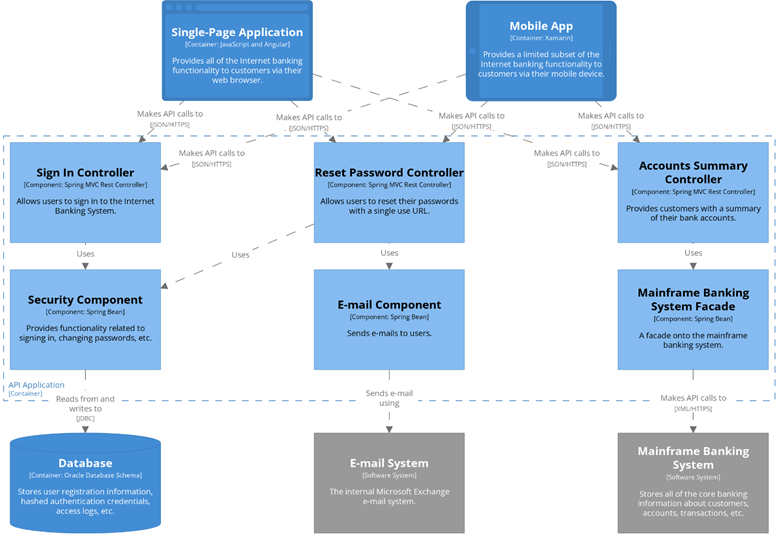 Single-Page Application
[Container: JavaScript and Angular]
Provides all of the Internet banking
functionality to customers via their
web browser.
Mobile App
[Container: Xamarin]
Provides a limited subset of the
Internet banking functionality to
customers via their mobile device.
Makes API calls to
[JSON/HTTPS]
Makes API calls to
[JSON/HTTPS]
Makes API calls to
[JSON/HTTPS]
Makes API calls to
[JSON/HTTPS]
Makes API calls to
[JSON/HTTPS]
Makes API calls to
[JSON/HTTPS]
Sign In Controller
[Component: Spring MVC Rest Controller]
Allows users to sign in to the Internet
Banking System.
Reset Password Controller
[Component: Spring MVC Rest Controller]
Allows users to reset their passwords
with a single use URL.
Accounts Summary
Controller
[Component: Spring MVC Rest Controller]
Provides customers with a summary
of their bank accounts.
Uses
Uses
Uses
Uses
Security Component
[Component: Spring Bean]
Provides functionality related to
signing in, changing passwords, etc.
E-mail Component
[Component: Spring Bean]
Sends e-mails to users.
Mainframe Banking
System Facade
[Component: Spring Bean]
A facade onto the mainframe
banking system.
API Application
[Container]
Reads from and
writes to
[JDBC]
Sends e-mail
using
Makes API calls to
[XML/HTTPS]
Database
[Container: Oracle Database Schema]
Stores user registration information,
hashed authentication credentials,
access logs, etc.
E-mail System
[Software System]
The internal Microsoft Exchange
e-mail system.
Mainframe Banking
System
[Software System]
Stores all of the core banking
information about customers,
accounts, transactions, etc.